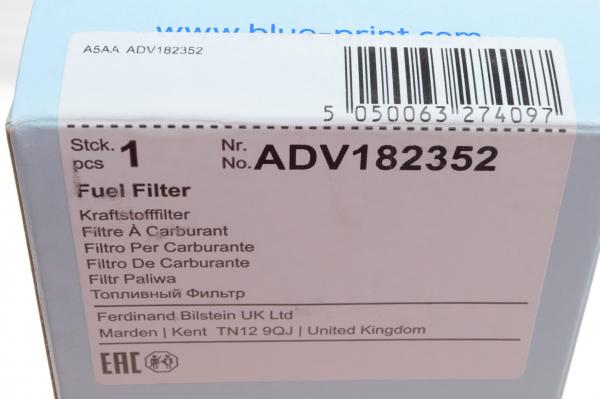 www.blue-print.com
A5AA ADV182352
5 050063 274097
Stck. pcs 1 Nr. No. ADV182352
Fuel Filter
Kraftstofffilter
Filtre À Carburant
Filtro Per Carburante
Filtro De Carburante
Filtr Paliwa
Топливный Фильтр
Ferdinand Bilstein UK Ltd
Marden | Kent TN12 9QJ | United Kingdom
EAC